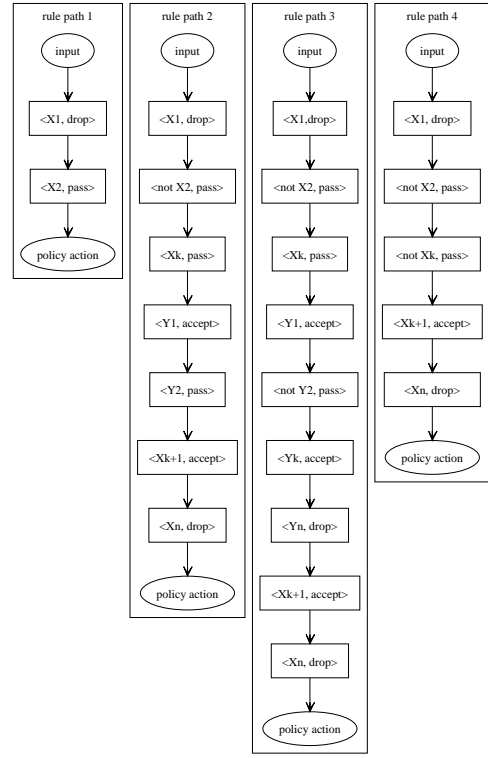 rule path 1
input
<X1, drop>
<X2, pass>
policy action
rule path 2
input
<X1, drop>
<not X2, pass>
<Xk, pass>
<Y1, accept>
<Y2, pass>
<Xk+1, accept>
<Xn, drop>
policy action
rule path 3
input
<X1,drop>
<not X2, pass>
<Xk, pass>
<Y1, accept>
<not Y2, pass>
<Yk, accept>
<Yn, drop>
<Xk+1, accept>
<Xn, drop>
policy action
rule path 4
input
<X1, drop>
<not X2, pass>
<not Xk, pass>
<Xk+1, accept>
<Xn, drop>
policy action